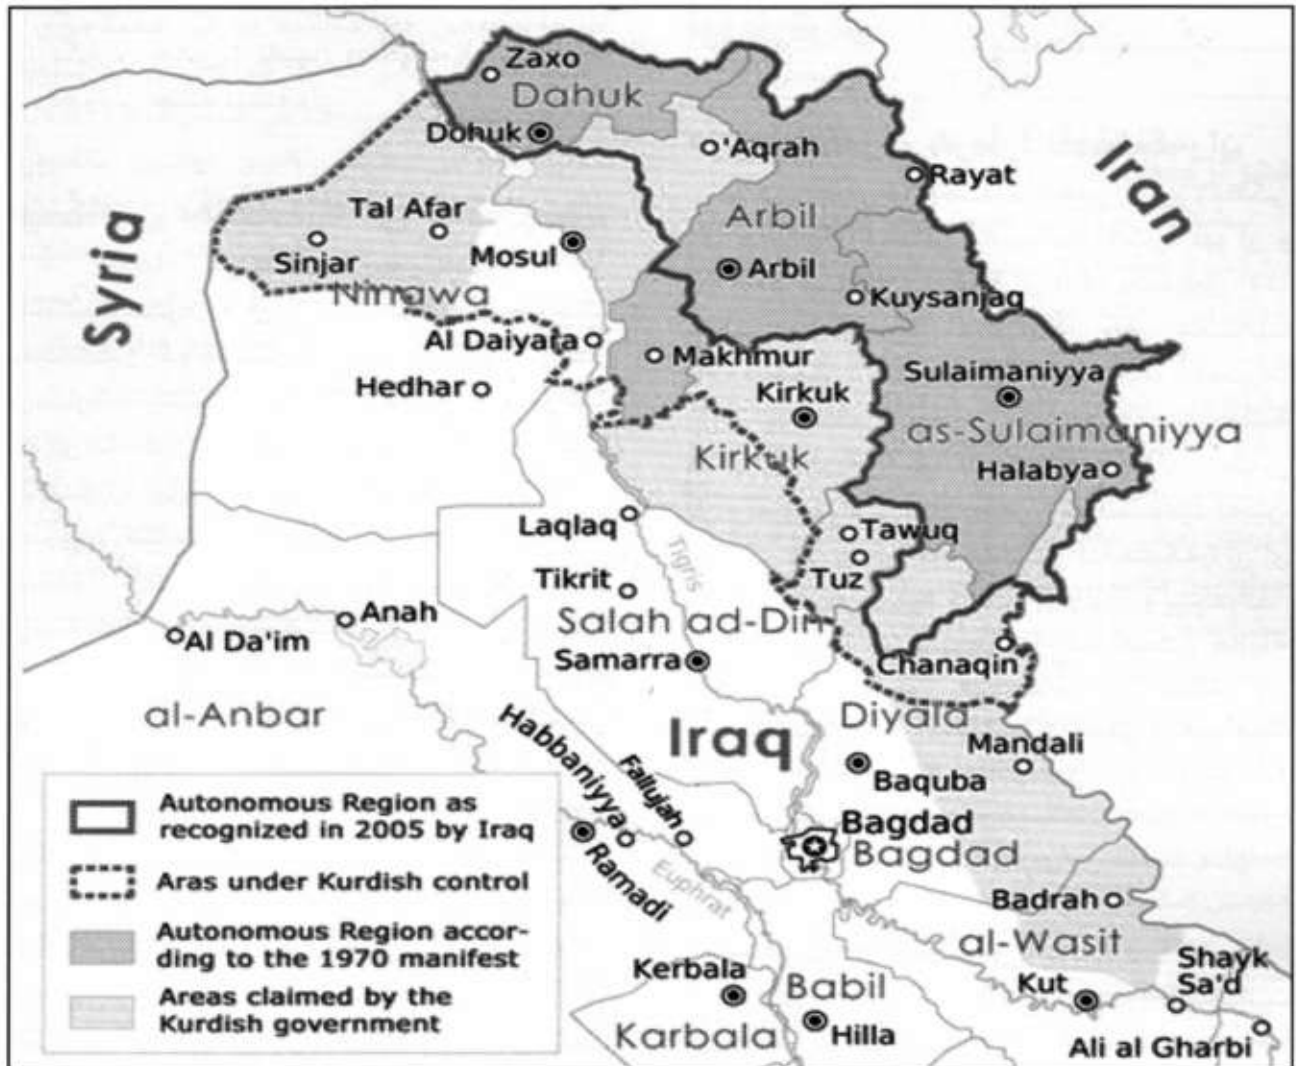 Zaxo
Dahuk
Dohuk
'Aqrah
Rayat
Iran
Syria
Tal Afar
Sinjar
Mosul
Arbil
Arbil
Ninawa
Kuysanjaq
Al Daiyara
Makhmur
Hedhar
Kirkuk
Sulaimaniyya
as-Sulaimaniyya
Kirkuk
Halabya
Laqlaq
Tawuq
Tigris
Tuz
Tikrit
Anah
Salah ad-Din
Al Da'im
Samarra
Chanaqin
al-Anbar
Diyala
Iraq
Mandali
Habbaniyya
Fallujah
Baquba
Bagdad
Bagdad
Ramadi
Euphrat
Badrah
al-Wasit
Shayk
Sa'd
Kerbala
Babil
Kut
Karbala
Hilla
Ali al Gharbi
Autonomous Region as
recognized in 2005 by Iraq
Aras under Kurdish control
Autonomous Region accor-
ding to the 1970 manifest
Areas claimed by the
Kurdish government